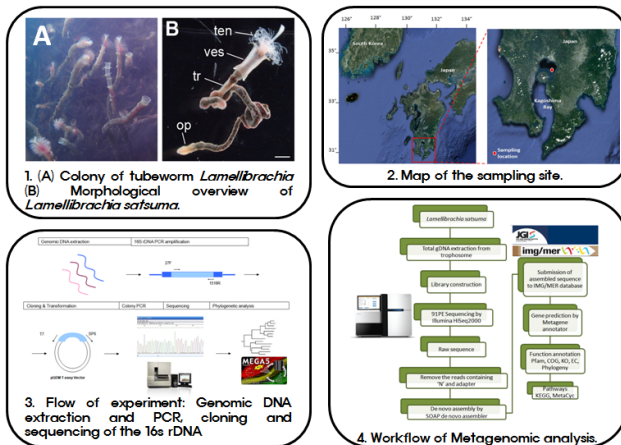 A
B
ten
ves
tr
op
1. (A) Colony of tubeworm Lamellibrachia
(B) Morphological overview of
Lamellibrachia satsuma.
126° 128° 130° 132° 134°
35°
33°
31°
South Korea
Japan
Japan
Kagoshima
Bay
Sampling
location
2. Map of the sampling site.
Genomic DNA extraction
16S rDNA PCR amplification
27F
1518R
Cloning & Transformation
Colony-PCR
Sequencing
Phylogenetic analysis
T7
SP6
MEGA5
3. Flow of experiment: Genomic DNA
extraction and PCR, cloning and
sequencing of the 16s rDNA
Lamellibrachia satsuma
Total gDNA extraction from
trophosome
Library construction
91PE Sequencing by
Illumina HISeq2000
Raw sequence
Remove the reads containing
'N' and adapter
De novo assembly by
SOAP de novo assembler
JGI
img/mer
Submission of
assembled sequence
to IMG/MER database
Gene prediction by
Metagene
annotator
Function annotation
Pfam, COG, KO, EC,
Phylogeny
Pathways
KEGG, MetaCyc
4. Workflow of Metagenomic analysis.